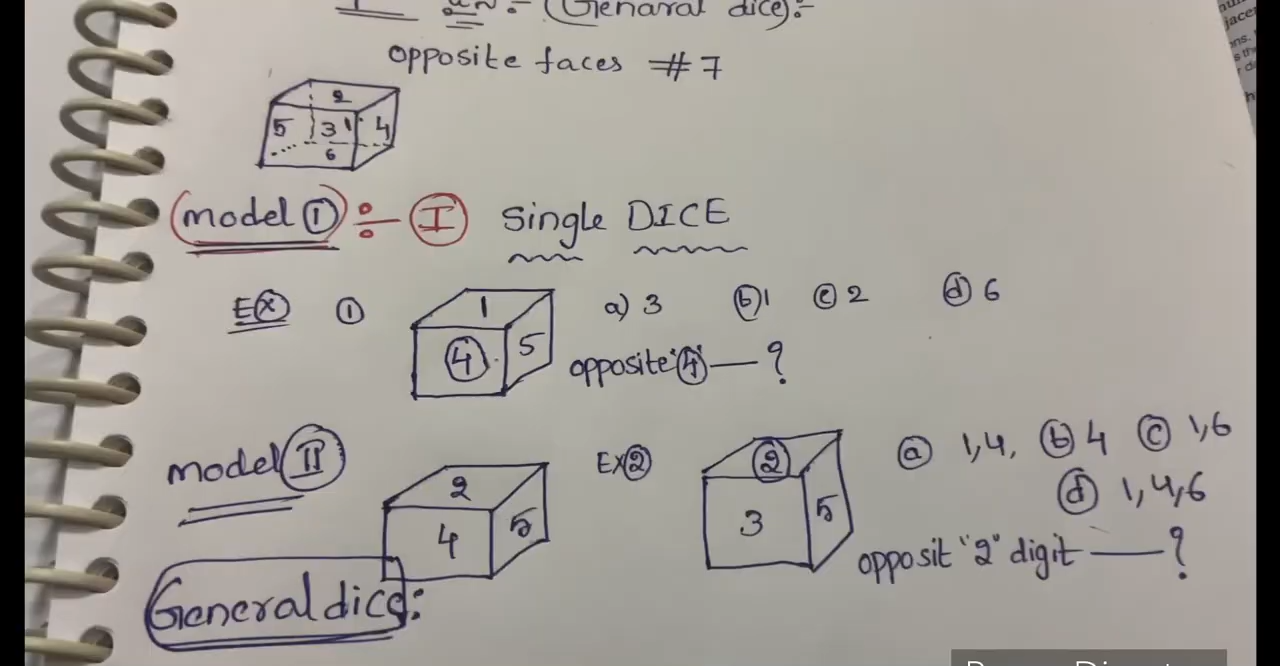 (Genaral dice):-
opposite faces ≠ 7
2
5 3 1 4
6
(model ①) ÷ Ⓘ Single DICE
Eⓧ ① 1 a) 3 ⓑ 1 ⓒ 2 ⓓ 6
④ 5 opposite "④" — ?
model Ⅱ 2 Ex② ② ⓐ 1,4, ⓑ 4 ⓒ 1,6
ⓓ 1,4,6
4 5 3 5 opposit "2" digit — ?
General dice: